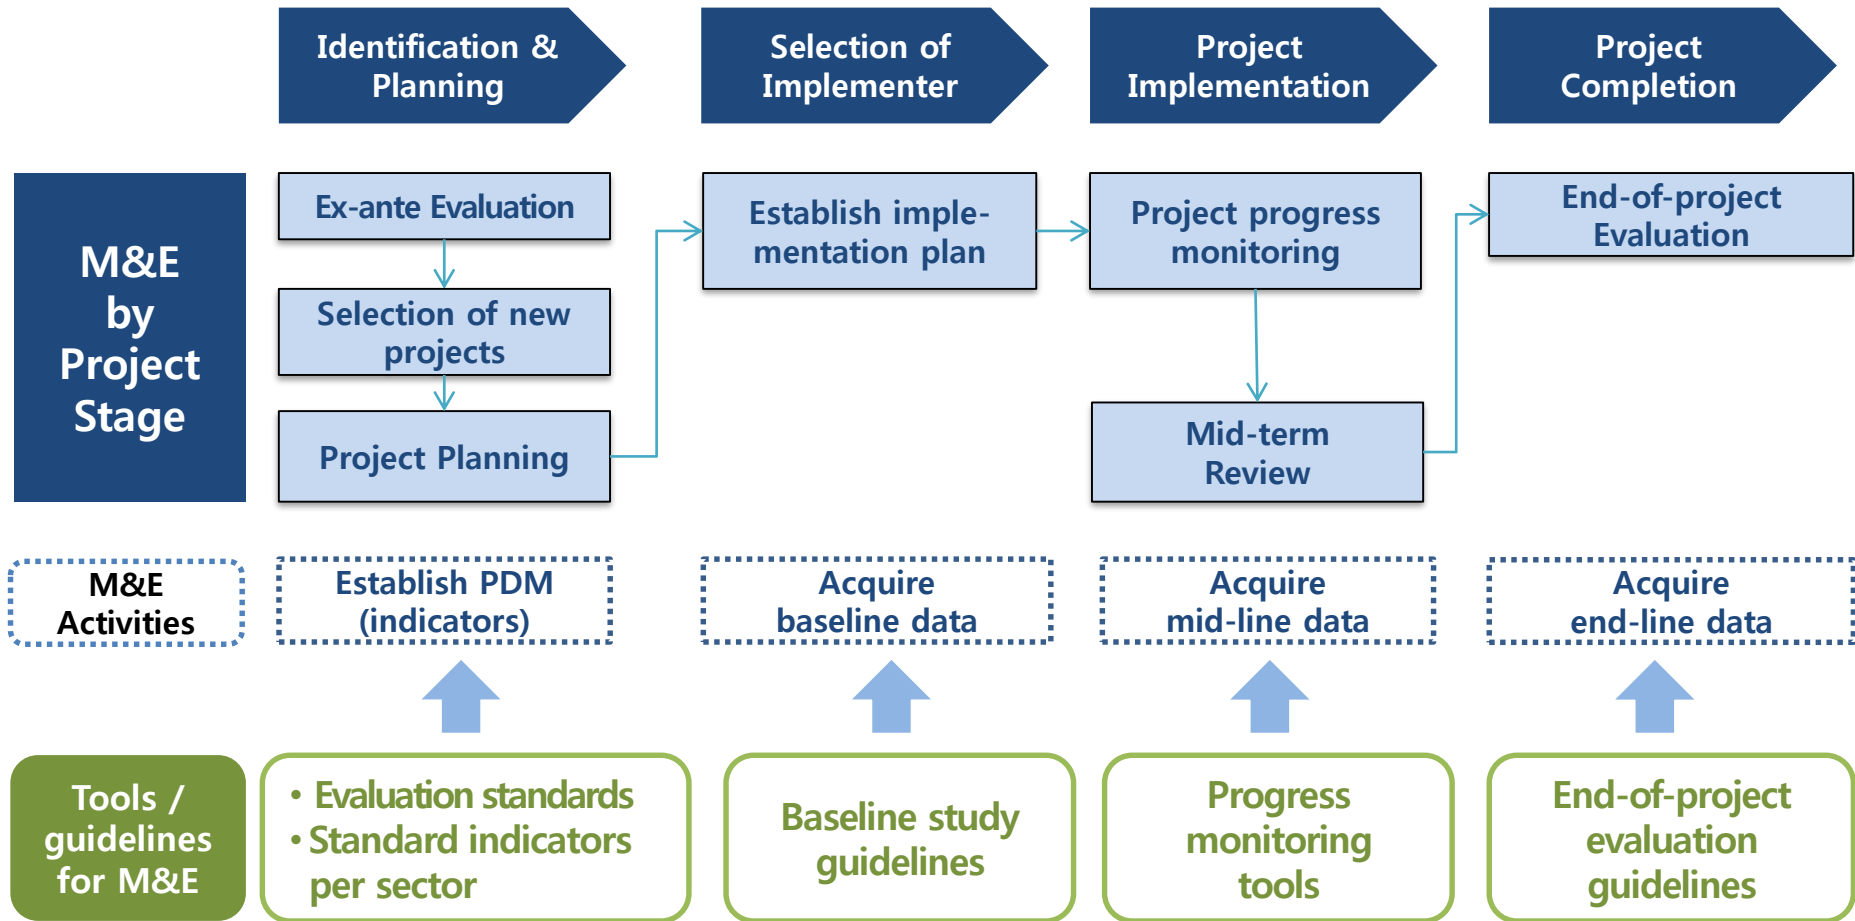 Identification &
Planning
Selection of
Implementer
Project
Implementation
Project
Completion
M&E
by
Project
Stage
Ex-ante Evaluation
Selection of new
projects
Project Planning
Establish imple-
mentation plan
Project progress
monitoring
Mid-term
Review
End-of-project
Evaluation
M&E
Activities
Establish PDM
(indicators)
Acquire
baseline data
Acquire
mid-line data
Acquire
end-line data
Tools /
guidelines
for M&E
• Evaluation standards
• Standard indicators
per sector
Baseline study
guidelines
Progress
monitoring
tools
End-of-project
evaluation
guidelines